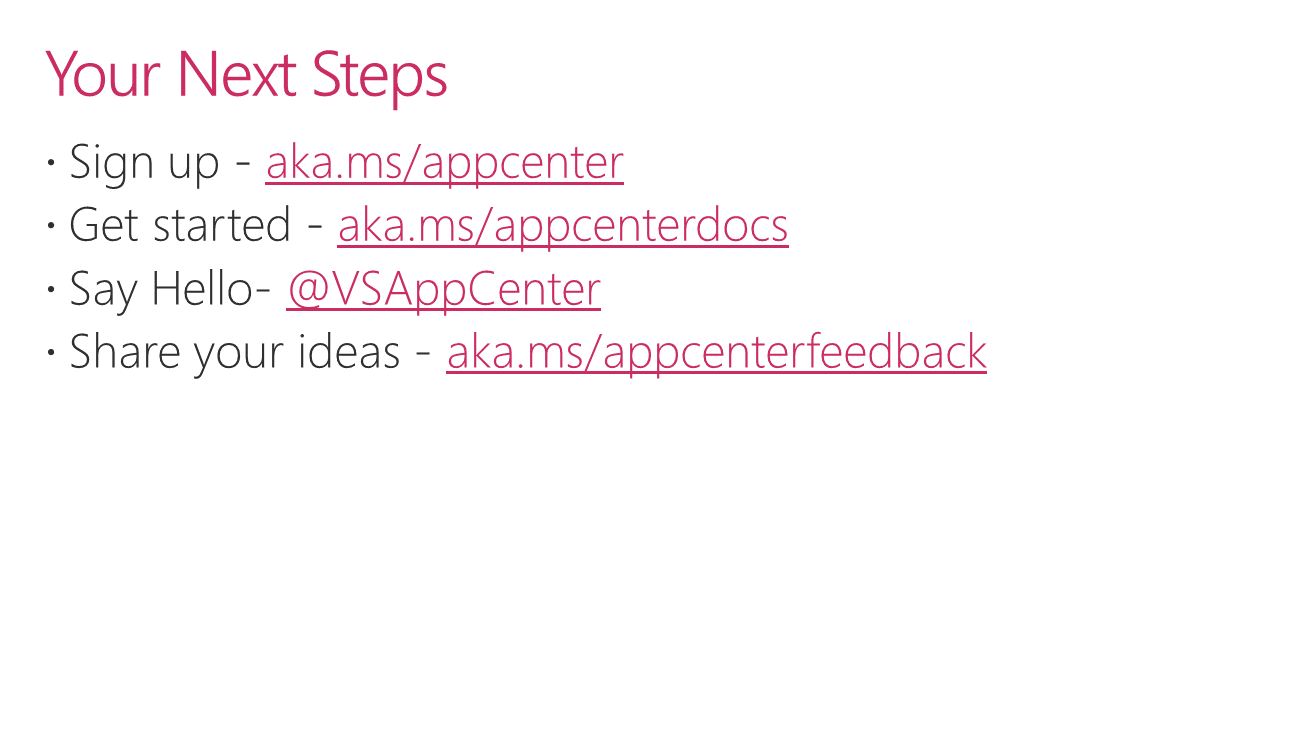 Your Next Steps
· Sign up - aka.ms/appcenter
· Get started - aka.ms/appcenterdocs
· Say Hello- @VSAppCenter
· Share your ideas - aka.ms/appcenterfeedback